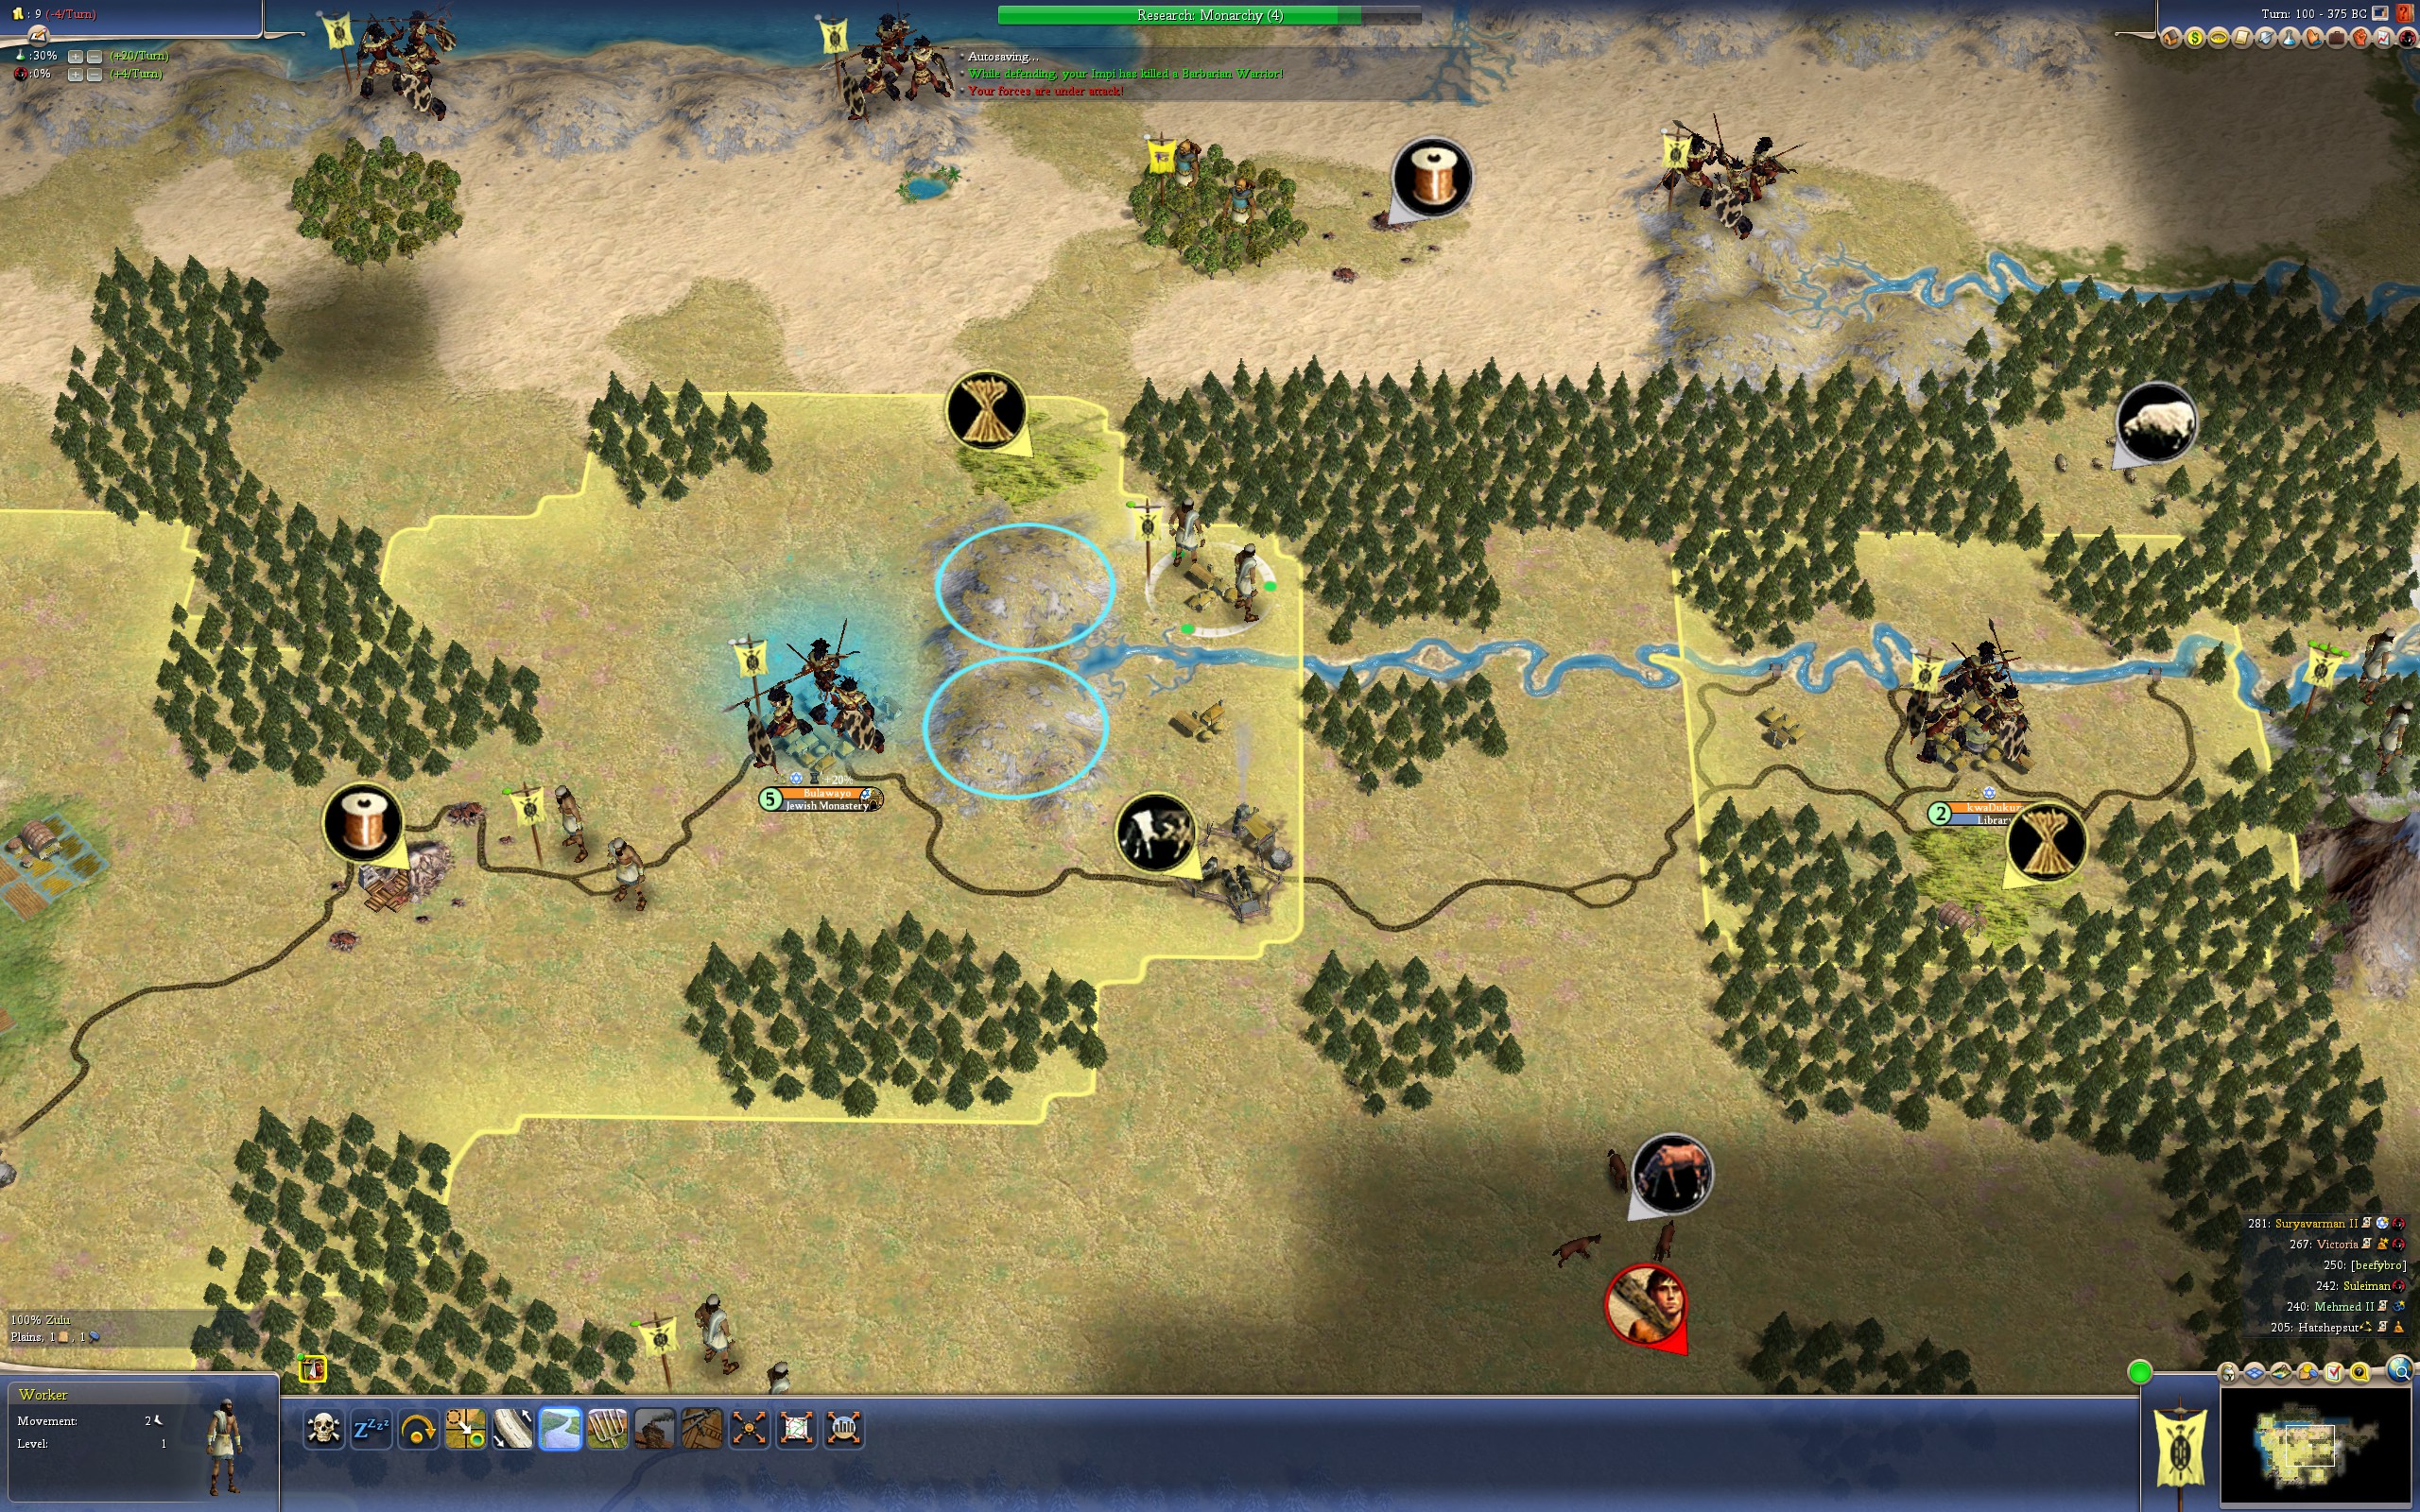 : 9 (-4/Turn)
:30% (+20/Turn)
:0% (+4/Turn)
Research: Monarchy (4)
Turn: 100 - 375 BC
Autosaving...
While defending, your Impi has killed a Barbarian Warrior!
Your forces are under attack!
+20%
5 Bulawayo
Jewish Monastery
2 kwaDuku
Library
281: Suryavarman II
267: Victoria
250: [beefybro]
242: Suleiman
240: Mehmed II
205: Hatshepsut
100% Zulu
Plains, 1 , 1
Worker
Movement: 2
Level: 1
ZZZzz